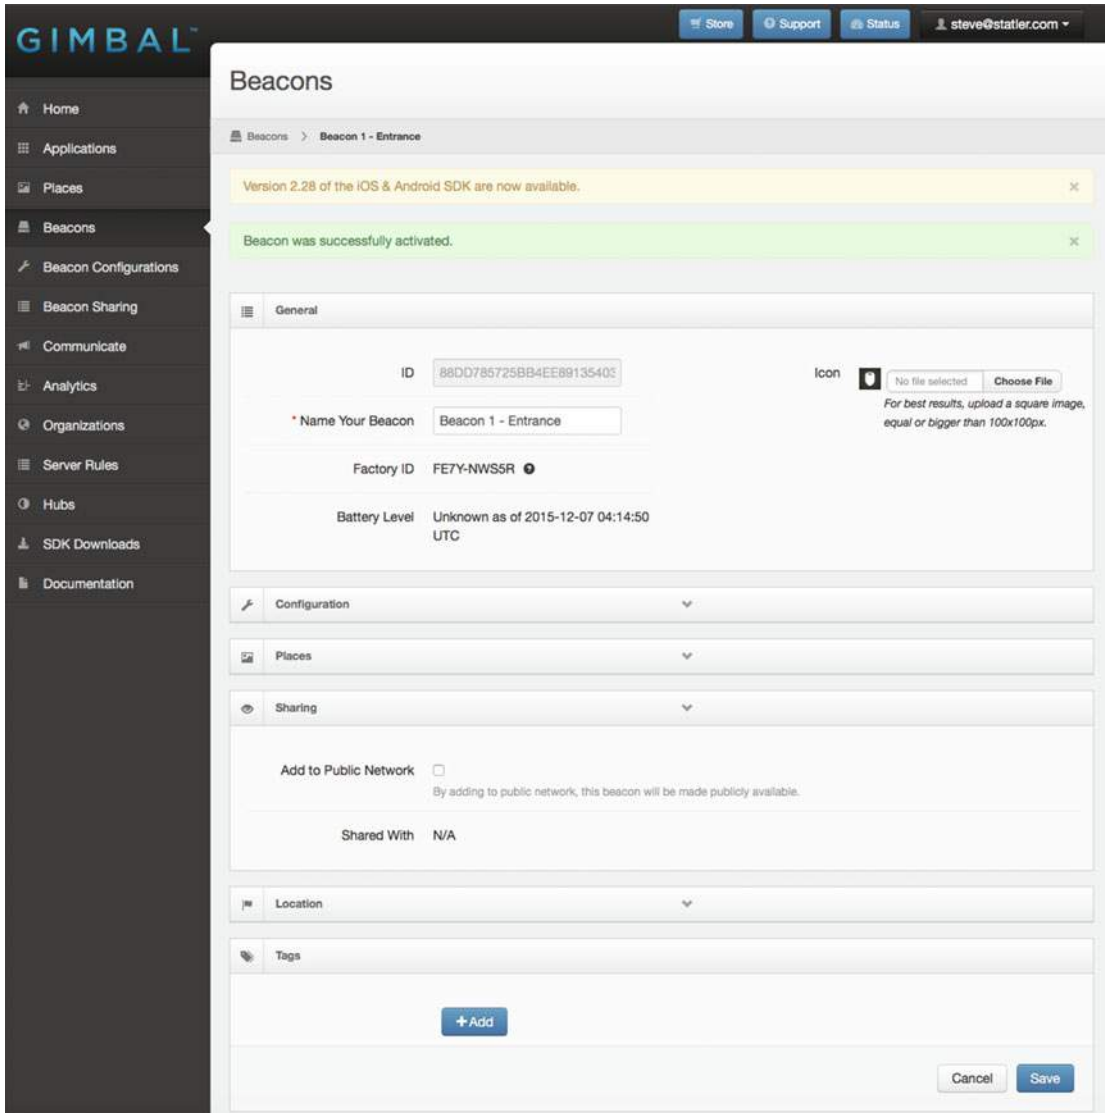 GIMBAL™
Store
Support
Status
steve@statler.com
Home
Applications
Places
Beacons
Beacon Configurations
Beacon Sharing
Communicate
Analytics
Organizations
Server Rules
Hubs
SDK Downloads
Documentation
Beacons
Beacons > Beacon 1 - Entrance
Version 2.28 of the iOS & Android SDK are now available. ×
Beacon was successfully activated. ×
General
ID 88DD785725BB4EE89135403
Icon No file selected Choose File
For best results, upload a square image,
equal or bigger than 100x100px.
* Name Your Beacon Beacon 1 - Entrance
Factory ID FE7Y-NWS5R ?
Battery Level Unknown as of 2015-12-07 04:14:50
UTC
Configuration
Places
Sharing
Add to Public Network
By adding to public network, this beacon will be made publicly available.
Shared With N/A
Location
Tags
+ Add
Cancel Save